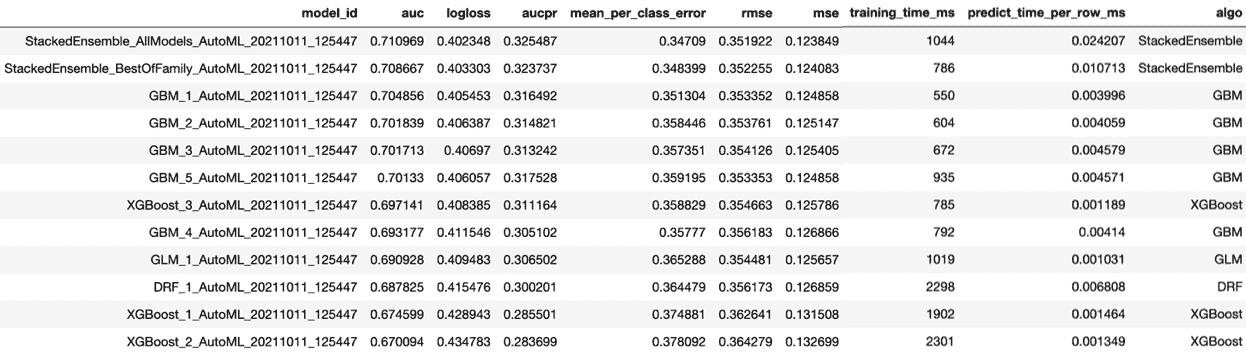 model_id auc logloss aucpr mean_per_class_error rmse mse training_time_ms predict_time_per_row_ms algo
StackedEnsemble_AllModels_AutoML_20211011_125447 0.710969 0.402348 0.325487 0.34709 0.351922 0.123849 1044 0.024207 StackedEnsemble
StackedEnsemble_BestOfFamily_AutoML_20211011_125447 0.708667 0.403303 0.323737 0.348399 0.352255 0.124083 786 0.010713 StackedEnsemble
GBM_1_AutoML_20211011_125447 0.704856 0.405453 0.316492 0.351304 0.353352 0.124858 550 0.003996 GBM
GBM_2_AutoML_20211011_125447 0.701839 0.406387 0.314821 0.358446 0.353761 0.125147 604 0.004059 GBM
GBM_3_AutoML_20211011_125447 0.701713 0.40697 0.313242 0.357351 0.354126 0.125405 672 0.004579 GBM
GBM_5_AutoML_20211011_125447 0.70133 0.406057 0.317528 0.359195 0.353353 0.124858 935 0.004571 GBM
XGBoost_3_AutoML_20211011_125447 0.697141 0.408385 0.311164 0.358829 0.354663 0.125786 785 0.001189 XGBoost
GBM_4_AutoML_20211011_125447 0.693177 0.411546 0.305102 0.35777 0.356183 0.126866 792 0.00414 GBM
GLM_1_AutoML_20211011_125447 0.690928 0.409483 0.306502 0.365288 0.354481 0.125657 1019 0.001031 GLM
DRF_1_AutoML_20211011_125447 0.687825 0.415476 0.300201 0.364479 0.356173 0.126859 2298 0.006808 DRF
XGBoost_1_AutoML_20211011_125447 0.674599 0.428943 0.285501 0.374881 0.362641 0.131508 1902 0.001464 XGBoost
XGBoost_2_AutoML_20211011_125447 0.670094 0.434783 0.283699 0.378092 0.364279 0.132699 2301 0.001349 XGBoost